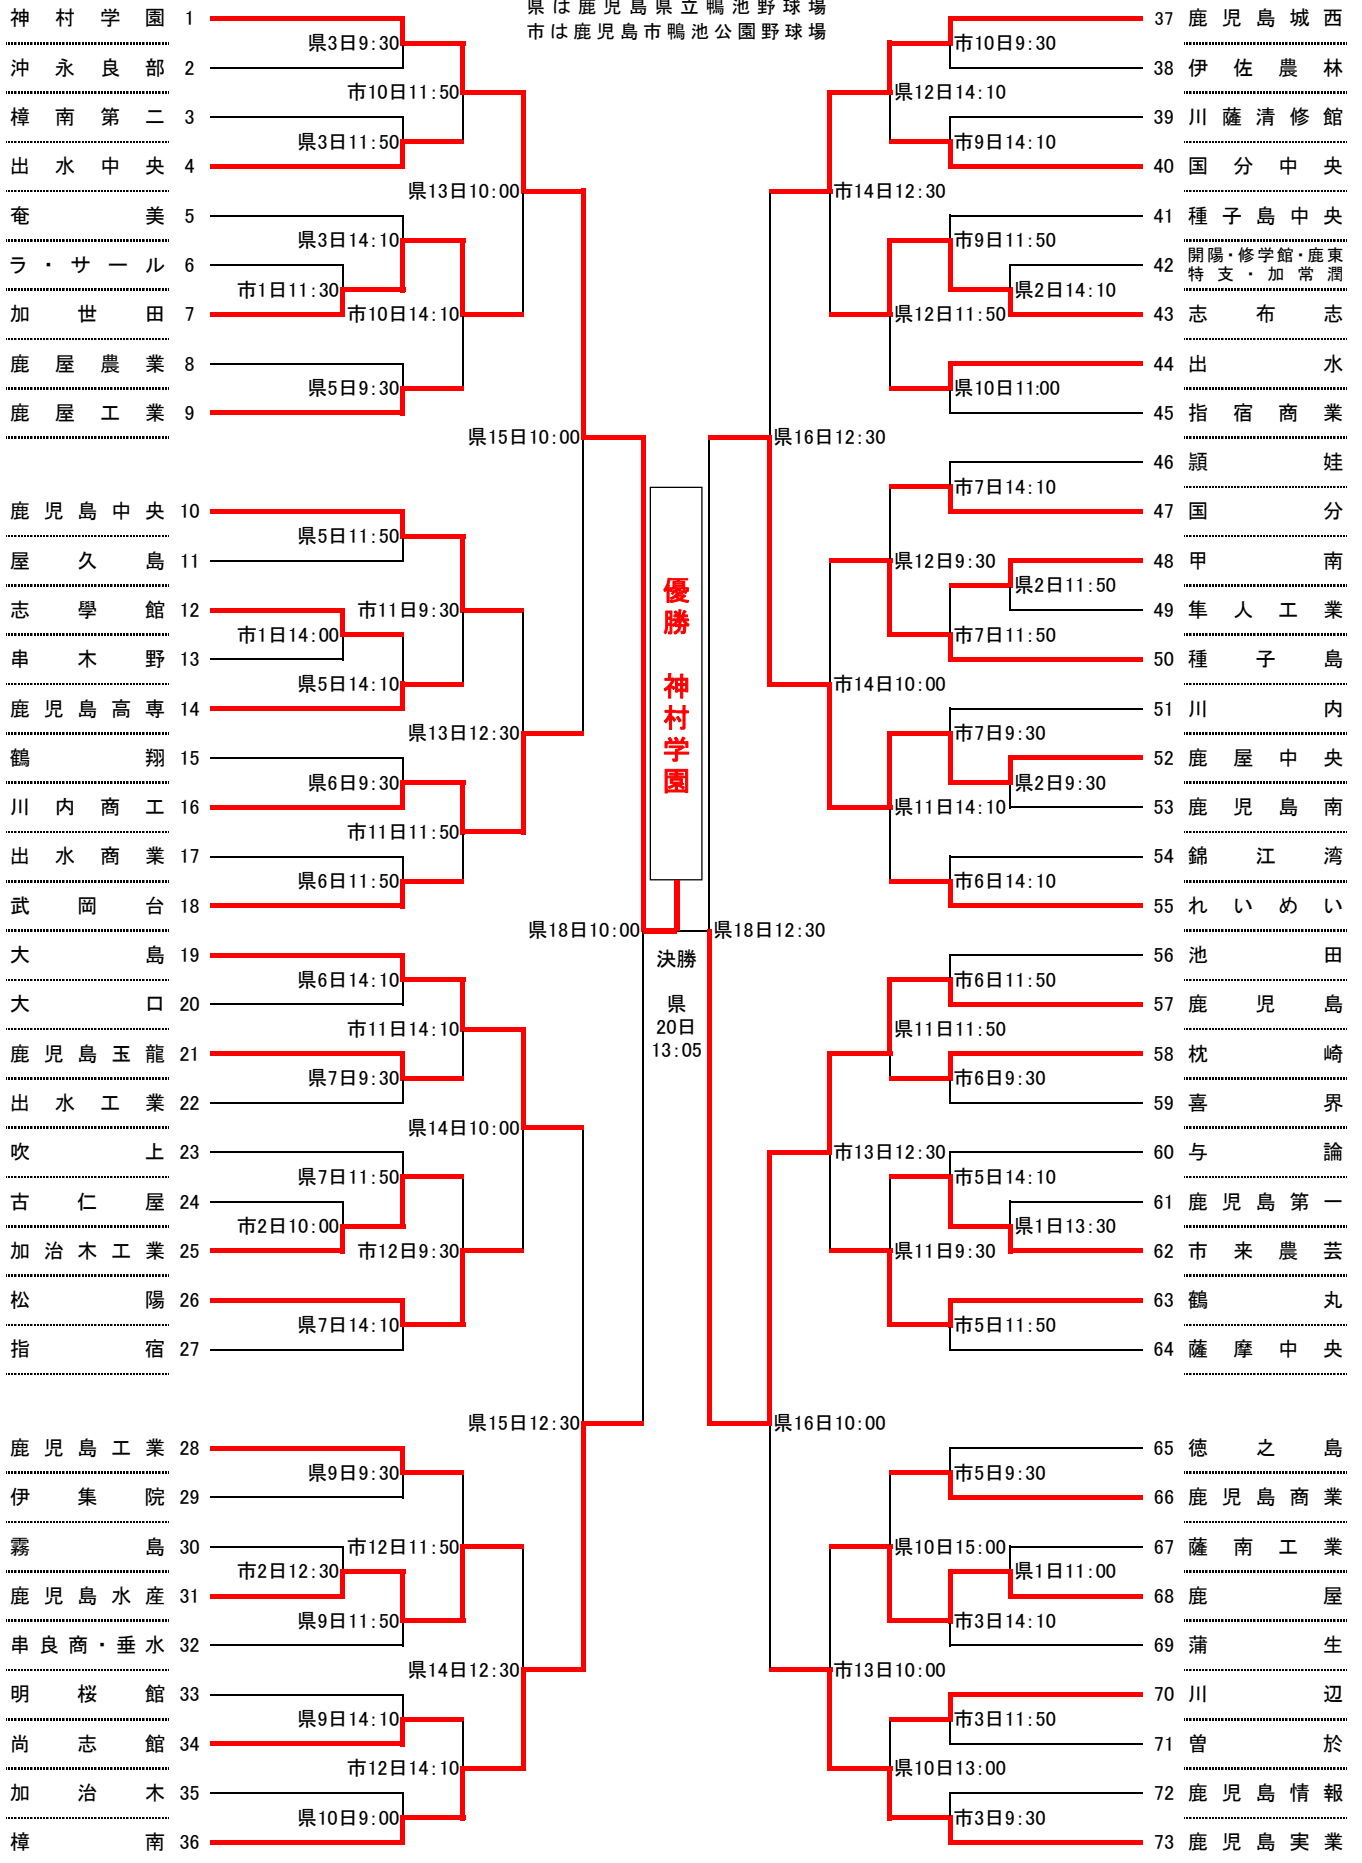 県は鹿児島県立鴨池野球場
市は鹿児島市鴨池公園野球場
神村学園 1
県3日9:30
沖永良部 2
市10日11:50
樟南第二 3
県3日11:50
出水中央 4
県13日10:00
奄美 5
県3日14:10
ラ・サール 6
市1日11:30
加世田 7
市10日14:10
鹿屋農業 8
県5日9:30
鹿屋工業 9
県15日10:00
鹿児島中央 10
県5日11:50
屋久島 11
志學館 12
市11日9:30
市1日14:00
串木野 13
県5日14:10
鹿児島高専 14
県13日12:30
鶴翔 15
県6日9:30
川内商工 16
市11日11:50
出水商業 17
県6日11:50
武岡台 18
県18日10:00
大島 19
県6日14:10
大口 20
市11日14:10
鹿児島玉龍 21
県7日9:30
出水工業 22
県14日10:00
吹上 23
県7日11:50
古仁屋 24
市2日10:00
加治木工業 25
市12日9:30
松陽 26
県7日14:10
指宿 27
県15日12:30
鹿児島工業 28
県9日9:30
伊集院 29
霧島 30
市12日11:50
市2日12:30
鹿児島水産 31
県9日11:50
串良商・垂水 32
県14日12:30
明桜館 33
県9日14:10
尚志館 34
市12日14:10
加治木 35
県10日9:00
樟南 36
優勝 神村学園
決勝
県
20日
13:05
37 鹿児島城西
市10日9:30
38 伊佐農林
県12日14:10
39 川薩清修館
市9日14:10
40 国分中央
市14日12:30
41 種子島中央
市9日11:50
42 開陽・修学館・鹿東
特支・加常潤
県2日14:10
43 志布志
県12日11:50
44 出水
県10日11:00
45 指宿商業
県16日12:30
46 頴娃
市7日14:10
47 国分
48 甲南
県12日9:30
県2日11:50
49 隼人工業
市7日11:50
50 種子島
市14日10:00
51 川内
市7日9:30
52 鹿屋中央
県2日9:30
53 鹿児島南
県11日14:10
54 錦江湾
市6日14:10
55 れいめい
県18日12:30
56 池田
市6日11:50
57 鹿児島
県11日11:50
58 枕崎
市6日9:30
59 喜界
市13日12:30
60 与論
市5日14:10
61 鹿児島第一
県1日13:30
62 市来農芸
県11日9:30
63 鶴丸
市5日11:50
64 薩摩中央
県16日10:00
65 徳之島
市5日9:30
66 鹿児島商業
県10日15:00
67 薩南工業
県1日11:00
68 鹿屋
市3日14:10
69 蒲生
市13日10:00
70 川辺
市3日11:50
71 曽於
県10日13:00
72 鹿児島情報
市3日9:30
73 鹿児島実業